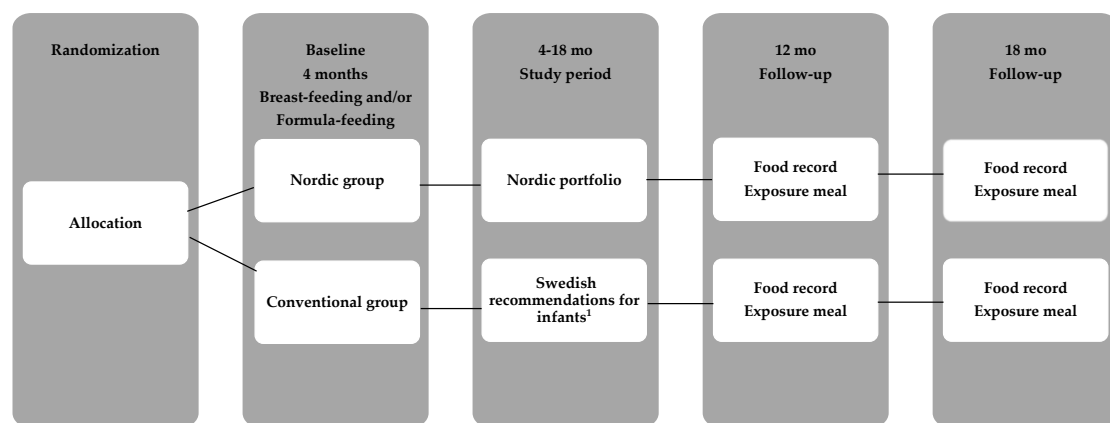 Randomization
Allocation
Baseline
4 months
Breast-feeding and/or
Formula-feeding
Nordic group
Conventional group
4-18 mo
Study period
Nordic portfolio
Swedish
recommendations for
infants¹
12 mo
Follow-up
Food record
Exposure meal
Food record
Exposure meal
18 mo
Follow-up
Food record
Exposure meal
Food record
Exposure meal